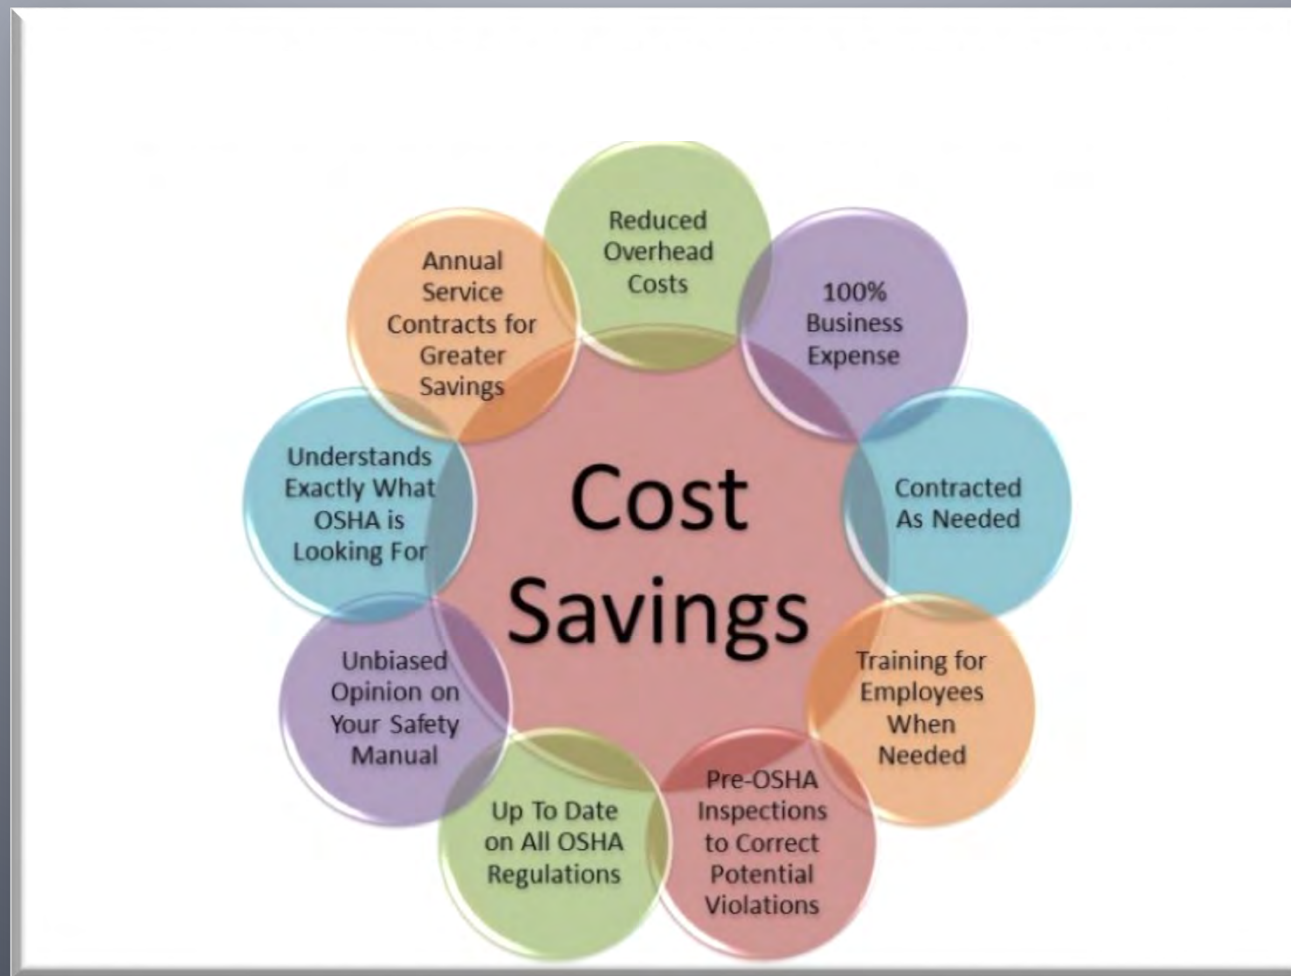 Reduced
Overhead
Costs
100%
Business
Expense
Contracted
As Needed
Training for
Employees
When
Needed
Pre-OSHA
Inspections
to Correct
Potential
Violations
Up To Date
on All OSHA
Regulations
Unbiased
Opinion on
Your Safety
Manual
Understands
Exactly What
OSHA is
Looking For
Annual
Service
Contracts for
Greater
Savings
Cost
Savings